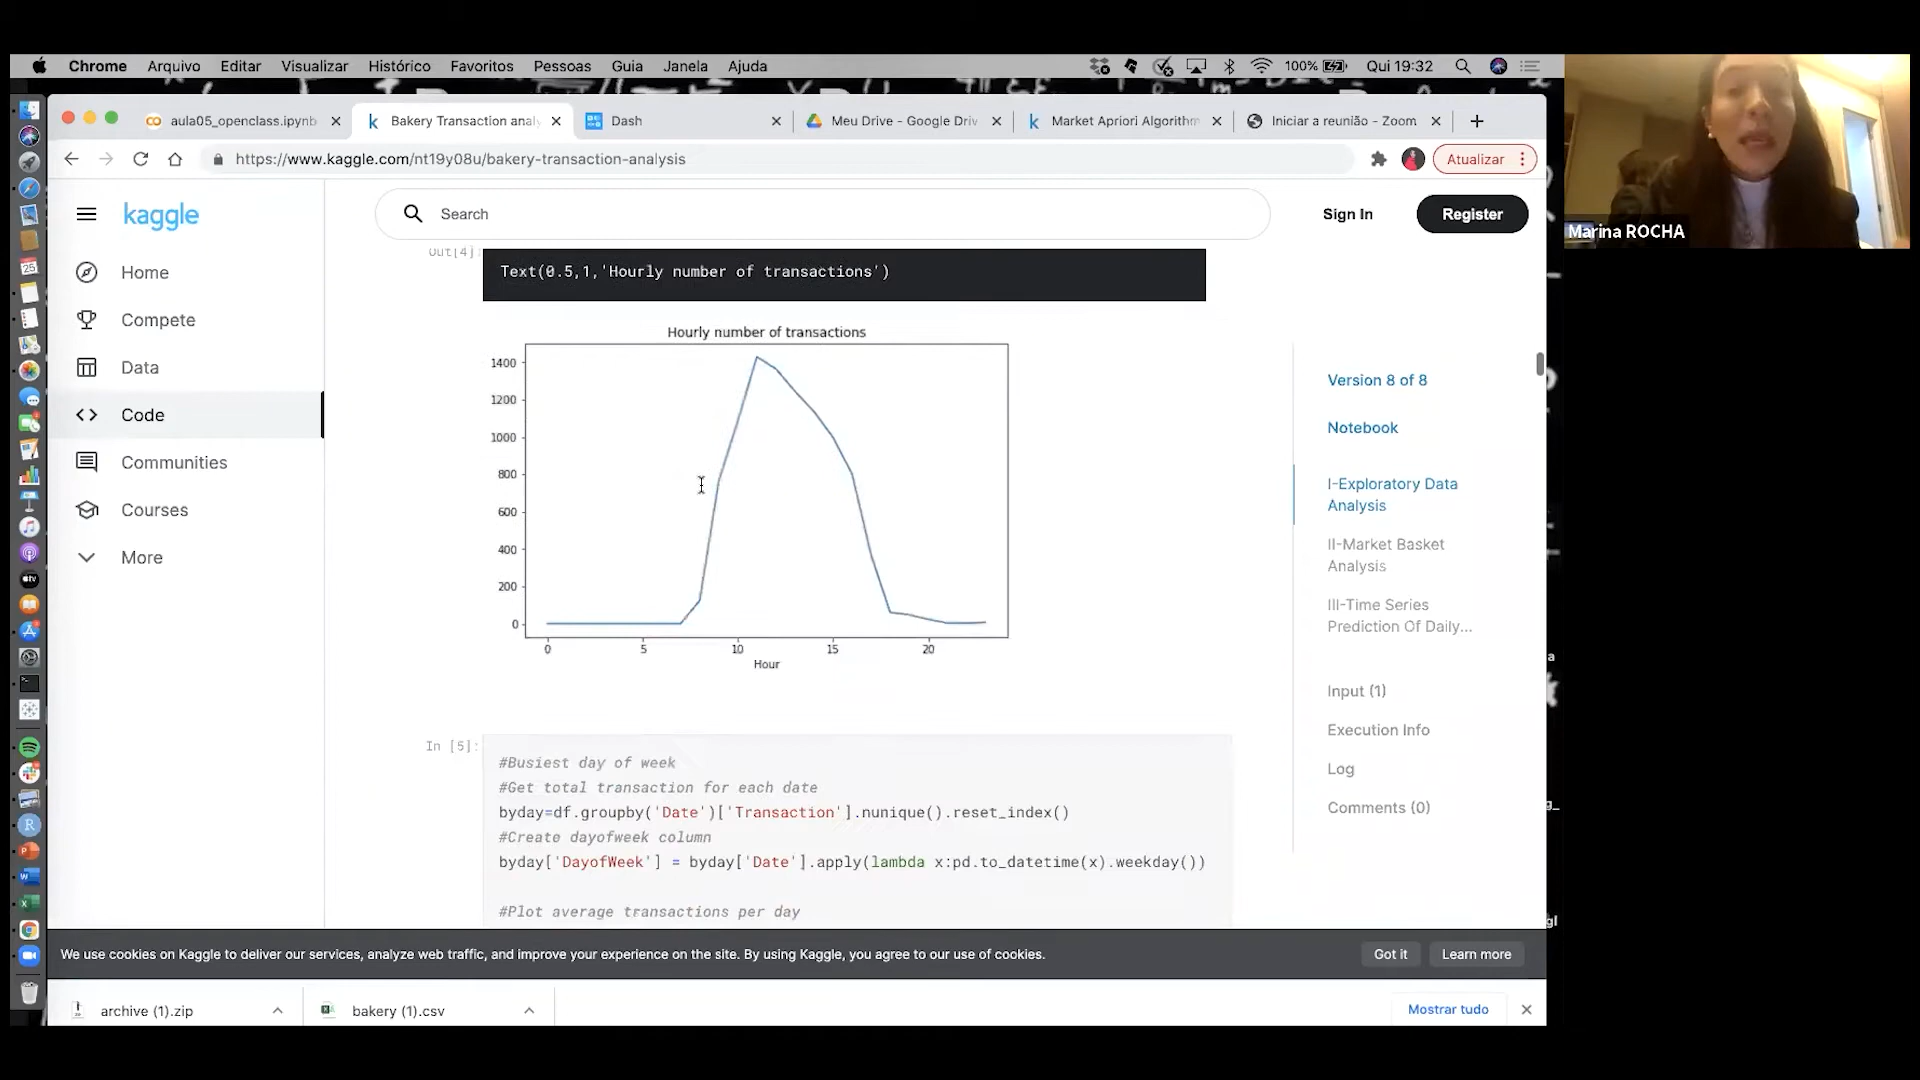 Chrome Arquivo Editar Visualizar Histórico Favoritos Pessoas Guia Janela Ajuda 100% Qui 19:32
aula05_openclass.ipynb Bakery Transaction analy Dash Meu Drive - Google Driv Market Apriori Algorithm Iniciar a reunião - Zoom
https://www.kaggle.com/nt19y08u/bakery-transaction-analysis Atualizar
Marina ROCHA
kaggle
Search
Sign In
Register
Home
Compete
Data
Code
Communities
Courses
More
Out[4]
Text(0.5,1,'Hourly number of transactions')
Hourly number of transactions
1400
1200
1000
800
600
400
200
0
0 5 10 15 20
Hour
Version 8 of 8
Notebook
I-Exploratory Data
Analysis
II-Market Basket
Analysis
III-Time Series
Prediction Of Daily...
Input (1)
Execution Info
Log
Comments (0)
In [5]:
#Busiest day of week
#Get total transaction for each date
byday=df.groupby('Date')['Transaction'].nunique().reset_index()
#Create dayofweek column
byday['DayofWeek'] = byday['Date'].apply(lambda x:pd.to_datetime(x).weekday())
#Plot average transactions per day
We use cookies on Kaggle to deliver our services, analyze web traffic, and improve your experience on the site. By using Kaggle, you agree to our use of cookies.
Got it
Learn more
archive (1).zip
bakery (1).csv
Mostrar tudo